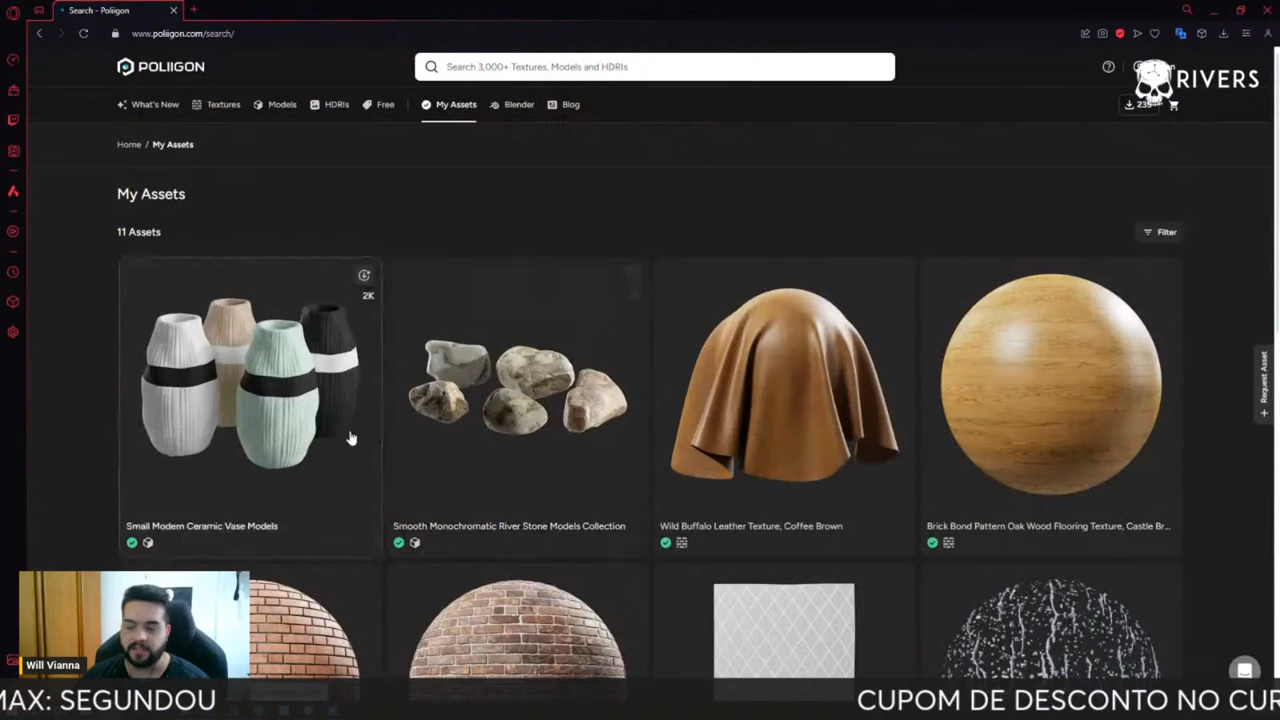 Search - Poliigon
www.poliigon.com/search/
POLIIGON
Search 3,000+ Textures, Models and HDRIs
RIVERS
What's New
Textures
Models
HDRIs
Free
My Assets
Blender
Blog
Home / My Assets
My Assets
11 Assets
Filter
2K
+ Request Asset
Small Modern Ceramic Vase Models
Smooth Monochromatic River Stone Models Collection
Wild Buffalo Leather Texture, Coffee Brown
Brick Bond Pattern Oak Wood Flooring Texture, Castle Br...
Will Vianna
MAX: SEGUNDOU
CUPOM DE DESCONTO NO CUR